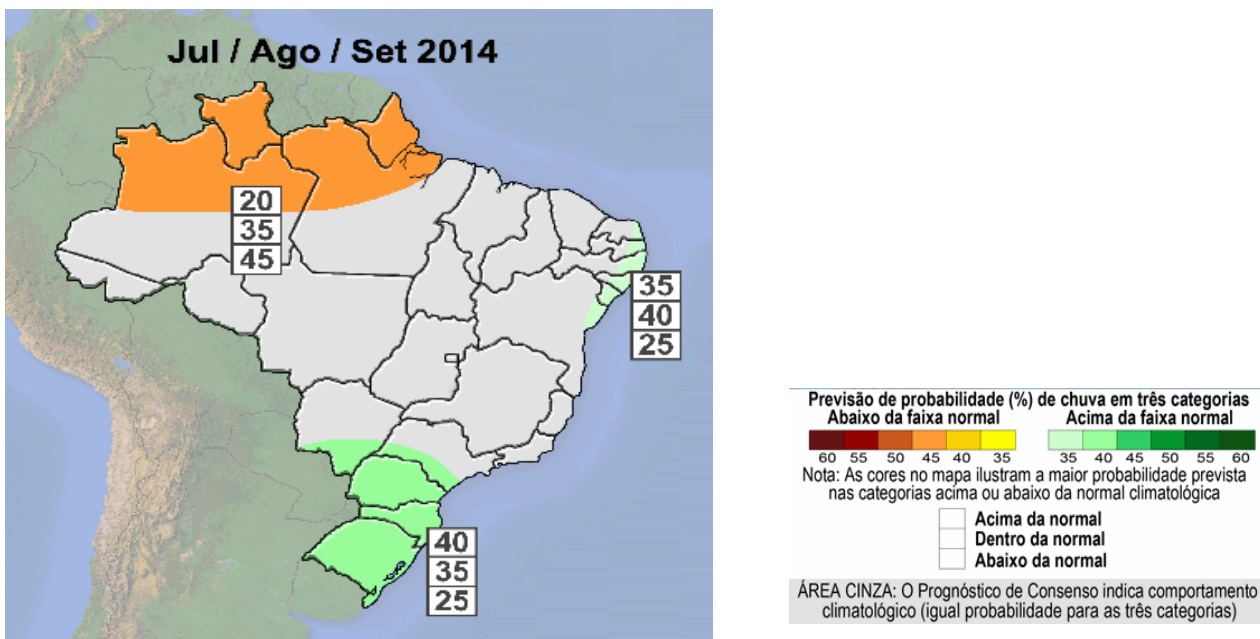 Jul / Ago / Set 2014
20
35
45
35
40
25
40
35
25
Previsão de probabilidade (%) de chuva em três categorias
Abaixo da faixa normal Acima da faixa normal
60 55 50 45 40 35 35 40 45 50 55 60
Nota: As cores no mapa ilustram a maior probabilidade prevista
nas categorias acima ou abaixo da normal climatológica
Acima da normal
Dentro da normal
Abaixo da normal
ÁREA CINZA: O Prognóstico de Consenso indica comportamento
climatológico (igual probabilidade para as três categorias)